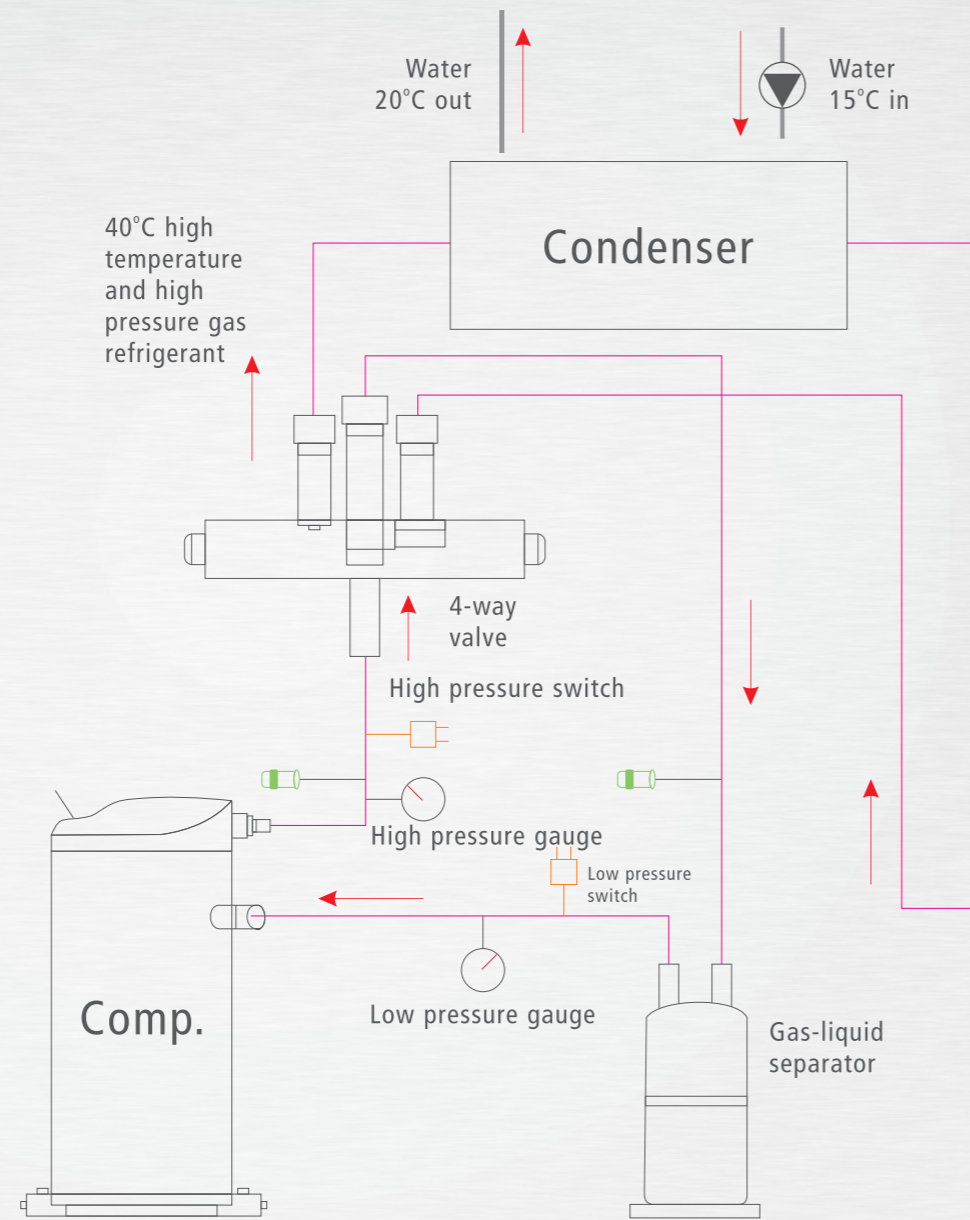 Water
20°C out
Water
15°C in
Condenser
40°C high
temperature
and high
pressure gas
refrigerant
4-way
valve
High pressure switch
High pressure gauge
Low pressure
switch
Comp.
Low pressure gauge
Gas-liquid
separator